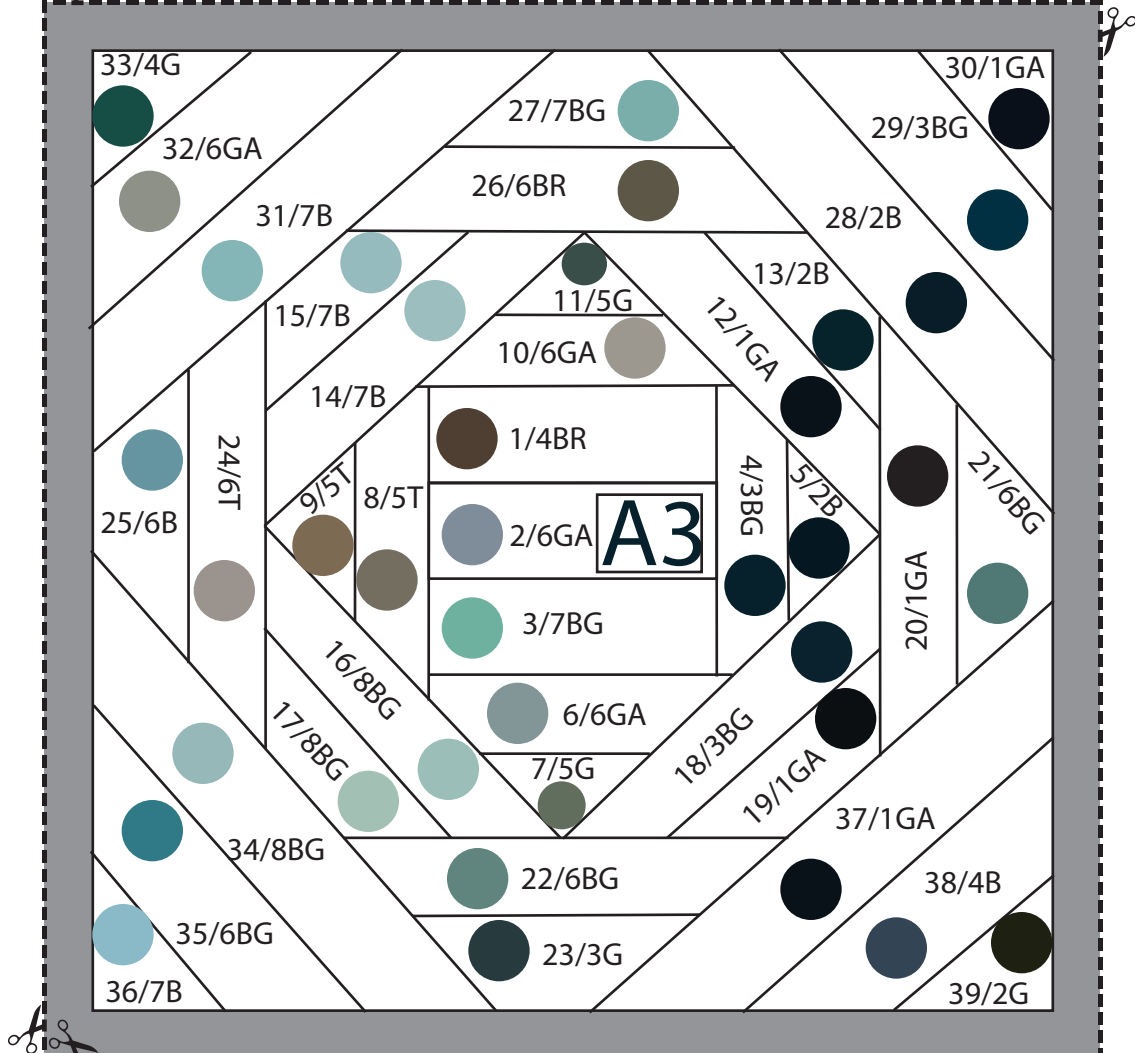 33/4G
30/1GA
27/7BG
29/3BG
32/6GA
26/6BR
31/7B
28/2B
13/2B
11/5G
15/7B
12/1GA
10/6GA
14/7B
1/4BR
24/6T
9/5T
8/5T
4/3BG
5/2B
21/6BG
25/6B
2/6GA
A3
20/1GA
3/7BG
16/8BG
6/6GA
17/8BG
18/3BG
7/5G
19/1GA
37/1GA
34/8BG
22/6BG
38/4B
35/6BG
23/3G
36/7B
39/2G